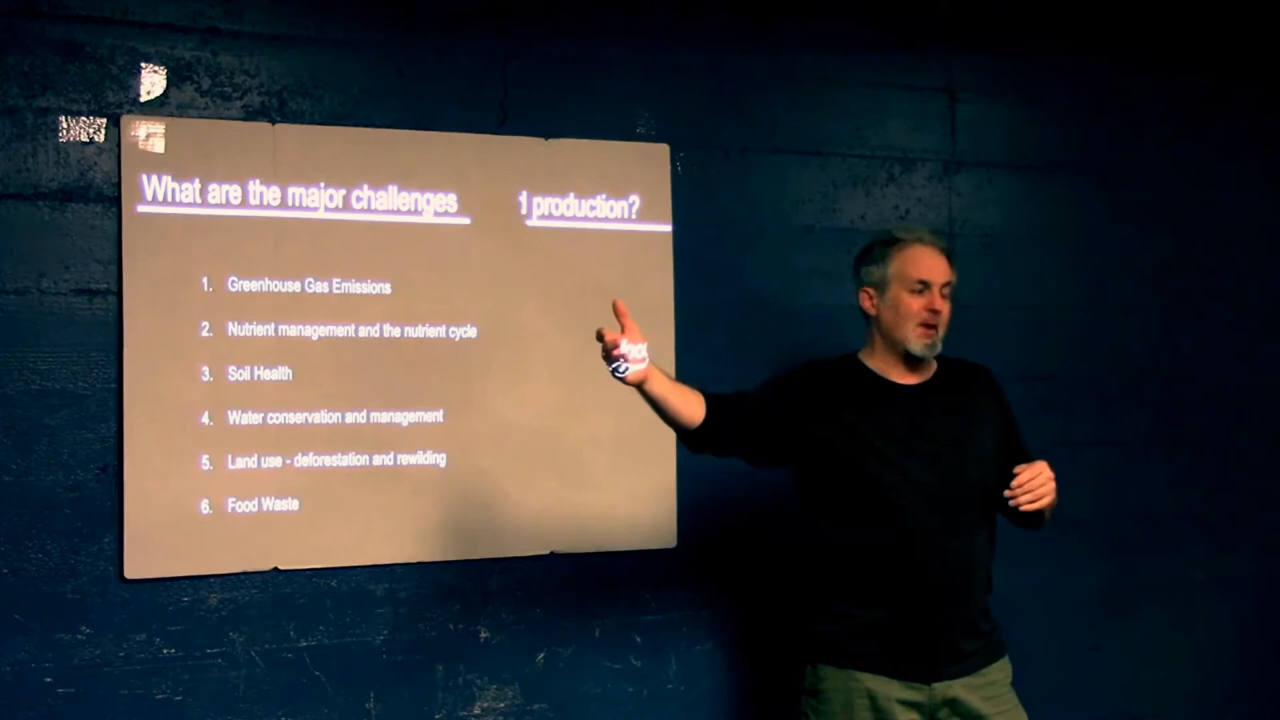 What are the major challenges production?
1. Greenhouse Gas Emissions
2. Nutrient management and the nutrient cycle
3. Soil Health
4. Water conservation and management
5. Land use - deforestation and rewilding
6. Food Waste